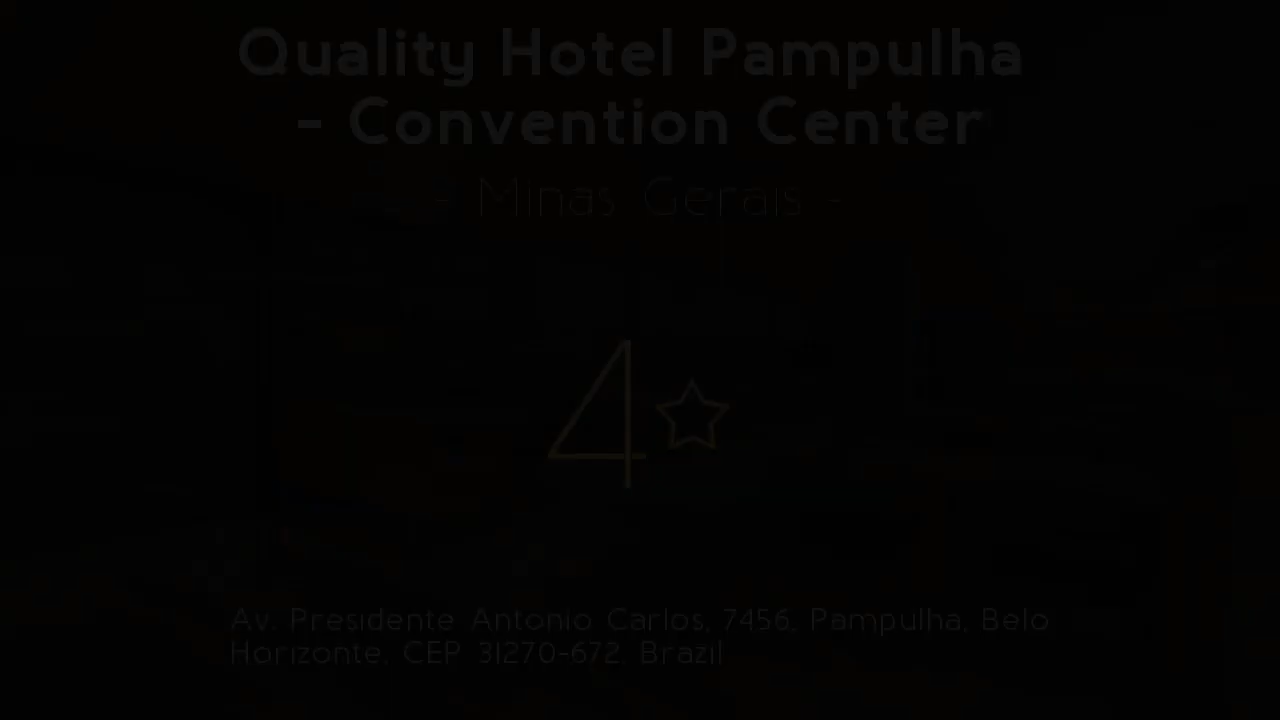 Quality Hotel Pampulha
- Convention Center
- Minas Gerais -
4
Av. Presidente Antonio Carlos, 7456, Pampulha, Belo
Horizonte, CEP 31270-672, Brazil